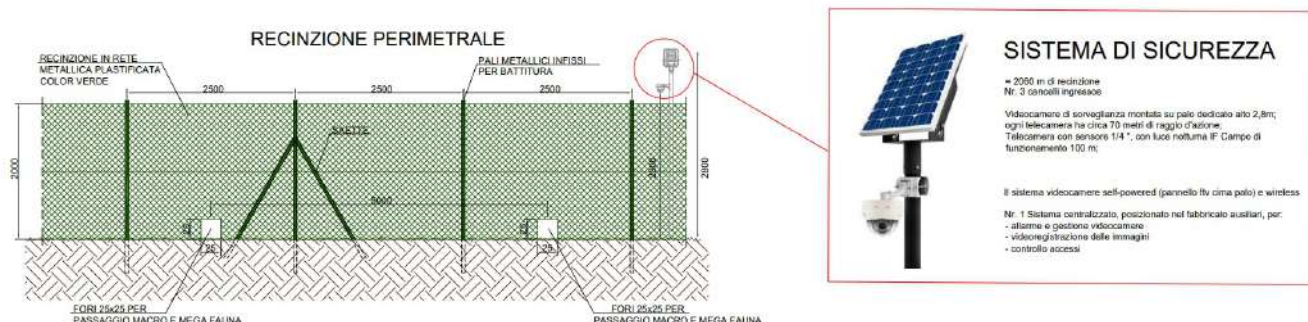 RECINZIONE PERIMETRALE
RECINZIONE IN RETE
METALLICA PLASTIFICATA
COLOR VERDE
PALI METALLICI INFISSI
PER BATTITURA
2500
2500
2500
SAETTE
2000
2800
2800
5000
25
25
25
25
FORI 25x25 PER
PASSAGGIO MACRO E MEGA FAUNA
FORI 25x25 PER
PASSAGGIO MACRO E MEGA FAUNA
SISTEMA DI SICUREZZA
≈ 2060 m di recinzione
Nr. 3 cancelli ingresso
Videocamere di sorveglianza montata su palo dedicato alto 2,8m;
ogni telecamera ha circa 70 metri di raggio d'azione;
Telecamera con sensore 1/4 ", con luce notturna IF Campo di
funzionamento 100 m;
Il sistema videocamere self-powered (pannello ftv cima palo) e wireless
Nr. 1 Sistema centralizzato, posizionato nel fabbricato ausiliari, per:
- allarme e gestione videocamere
- videoregistrazione delle immagini
- controllo accessi